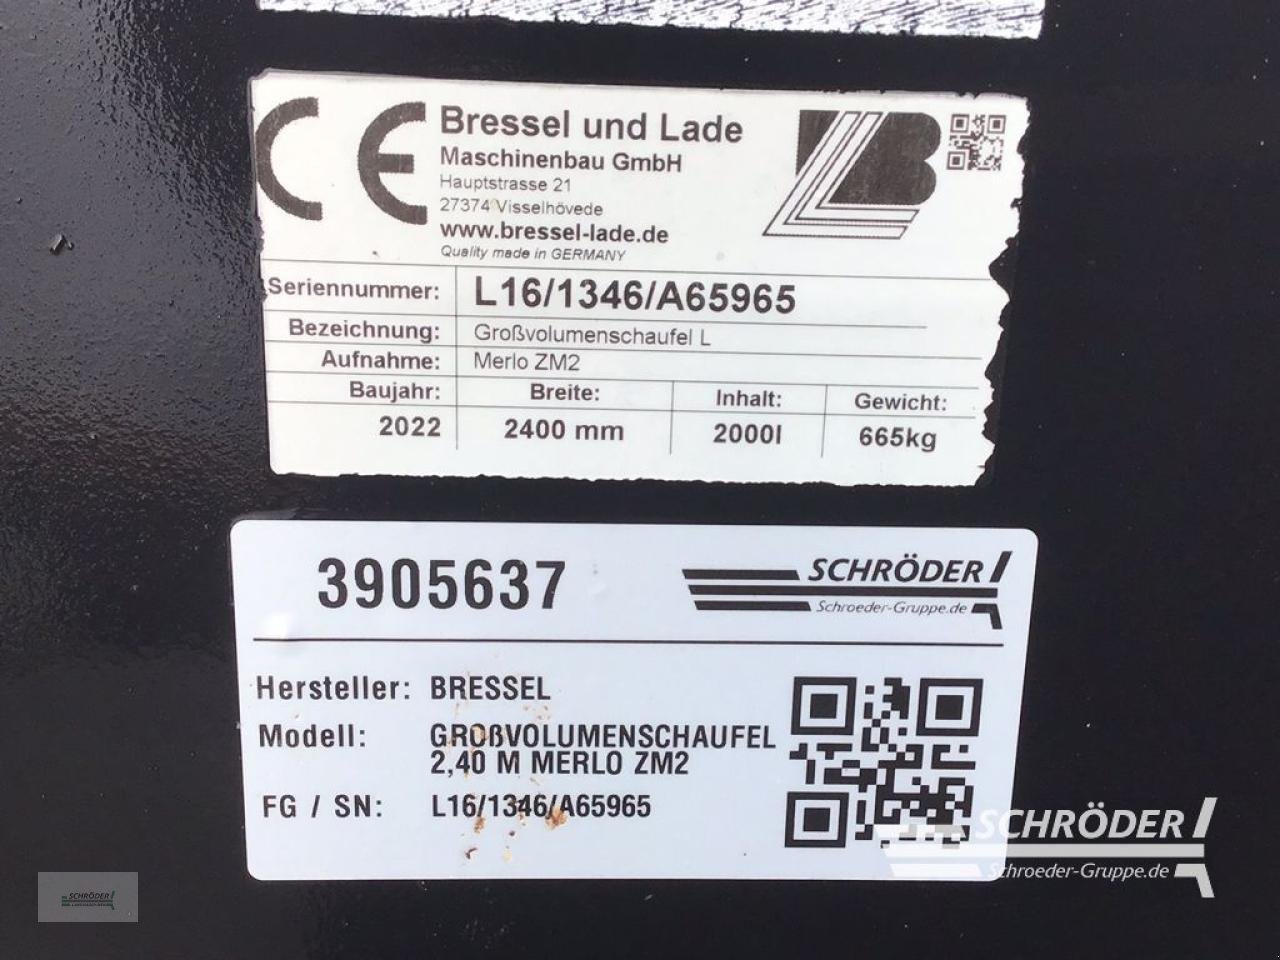 CE
Bressel und Lade
Maschinenbau GmbH
Hauptstrasse 21
27374 Visselhövede
www.bressel-lade.de
Quality made in GERMANY
LB
Seriennummer: L16/1346/A65965
Bezeichnung: Großvolumenschaufel L
Aufnahme: Merlo ZM2
Baujahr: Breite: Inhalt: Gewicht:
2022 2400 mm 2000l 665kg
3905637
SCHRÖDER
Schroeder-Gruppe.de
Hersteller: BRESSEL
Modell: GROßVOLUMENSCHAUFEL
2,40 M MERLO ZM2
FG / SN: L16/1346/A65965
SCHRÖDER
Schroeder-Gruppe.de
SCHRÖDER